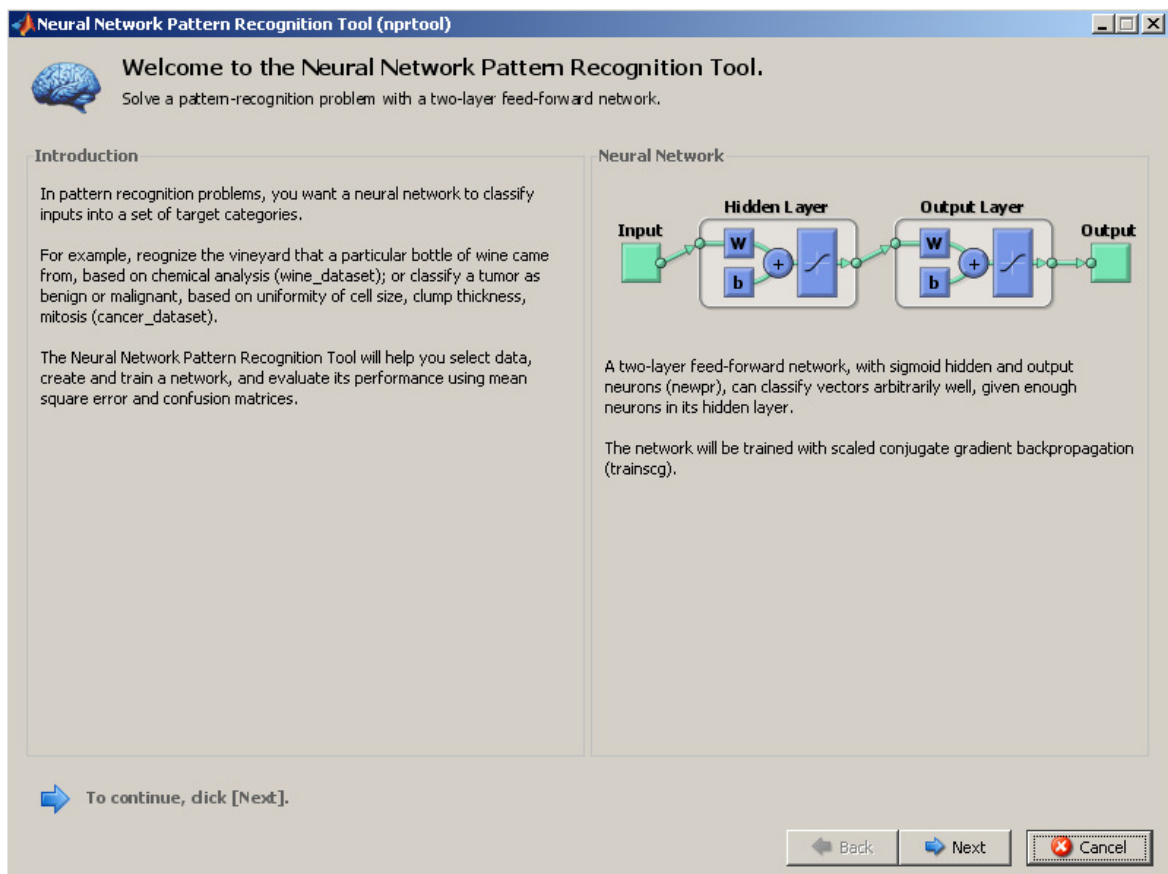 Neural Network Pattern Recognition Tool (nprtool)
Welcome to the Neural Network Pattern Recognition Tool.
Solve a pattern-recognition problem with a two-layer feed-forward network.
Introduction
In pattern recognition problems, you want a neural network to classify
inputs into a set of target categories.
For example, reognize the vineyard that a particular bottle of wine came
from, based on chemical analysis (wine_dataset); or classify a tumor as
benign or malignant, based on uniformity of cell size, clump thickness,
mitosis (cancer_dataset).
The Neural Network Pattern Recognition Tool will help you select data,
create and train a network, and evaluate its performance using mean
square error and confusion matrices.
Neural Network
Hidden Layer Output Layer
Input Output
W W
+ +
b b
A two-layer feed-forward network, with sigmoid hidden and output
neurons (newpr), can classify vectors arbitrarily well, given enough
neurons in its hidden layer.
The network will be trained with scaled conjugate gradient backpropagation
(trainscg).
To continue, click [Next].
Back Next Cancel